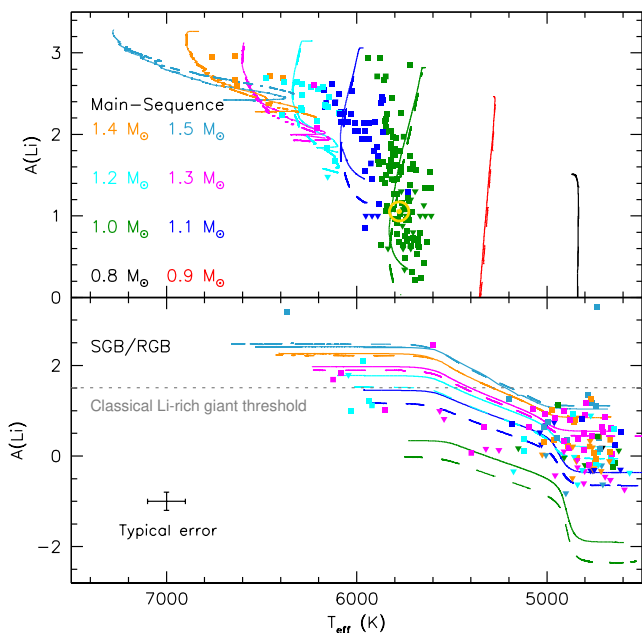 3
2
1
0
A(Li)
Main-Sequence
1.4 M☉ 1.5 M☉
1.2 M☉ 1.3 M☉
1.0 M☉ 1.1 M☉
0.8 M☉ 0.9 M☉
2
0
−2
A(Li)
SGB/RGB
Classical Li-rich giant threshold
Typical error
7000 6000 5000
T_eff (K)